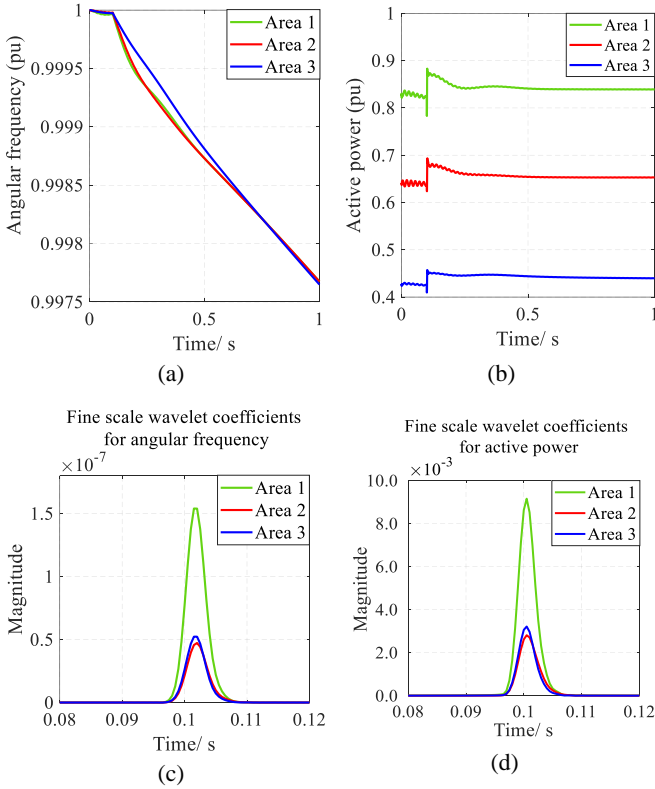 Angular frequency (pu)
1
0.9995
0.999
0.9985
0.998
0.9975
0
0.5
1
Time/ s
Area 1
Area 2
Area 3
(a)
Active power (pu)
1
0.9
0.8
0.7
0.6
0.5
0.4
0
0.5
1
Time/ s
Area 1
Area 2
Area 3
(b)
Fine scale wavelet coefficients
for angular frequency
×10⁻⁷
Magnitude
1.5
1
0.5
0
0.08
0.09
0.1
0.11
0.12
Time/ s
Area 1
Area 2
Area 3
(c)
Fine scale wavelet coefficients
for active power
×10⁻³
Magnitude
10.0
8.0
6.0
4.0
2.0
0.0
0.08
0.09
0.1
0.11
0.12
Time/ s
Area 1
Area 2
Area 3
(d)